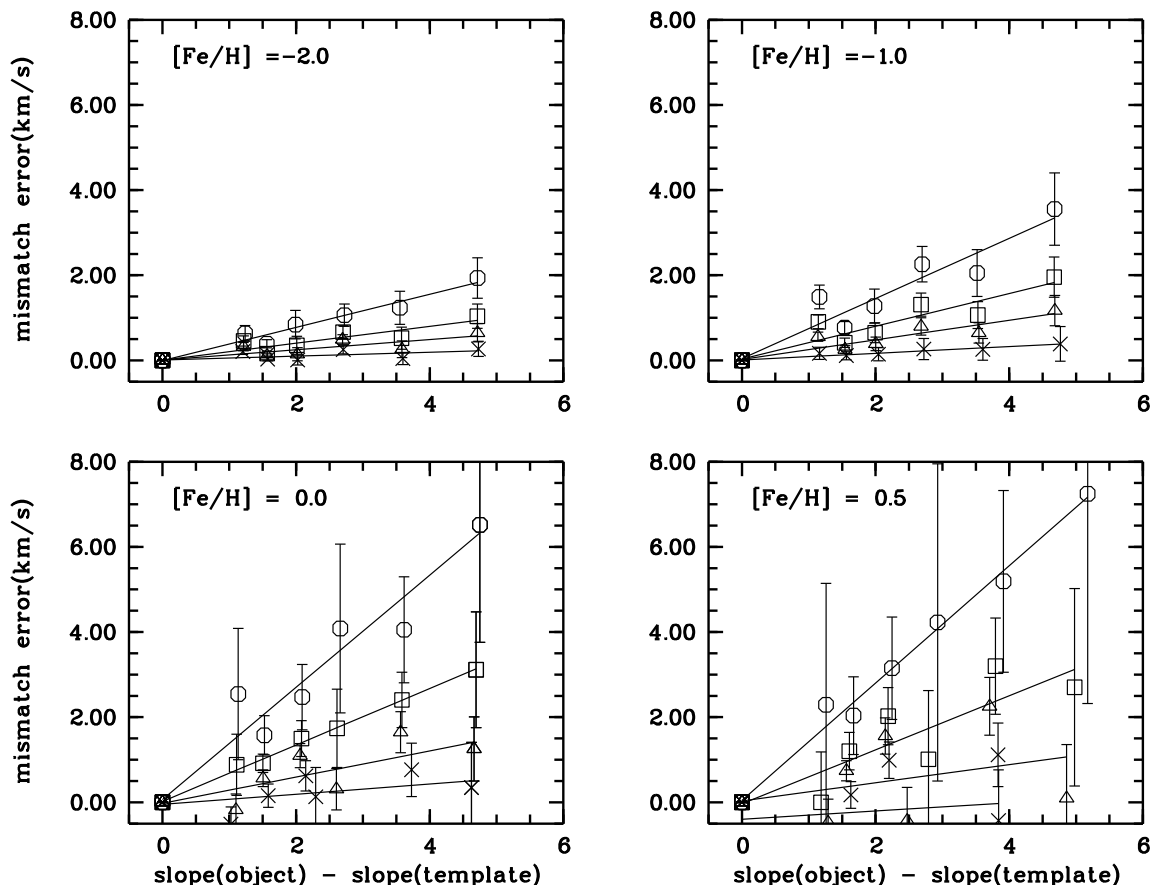 8.00
6.00
4.00
2.00
0.00
mismatch error(km/s)
[Fe/H] =-2.0
0 2 4 6
8.00
6.00
4.00
2.00
0.00
[Fe/H] =-1.0
0 2 4 6
8.00
6.00
4.00
2.00
0.00
mismatch error(km/s)
[Fe/H] = 0.0
0 2 4 6
slope(object) - slope(template)
8.00
6.00
4.00
2.00
0.00
[Fe/H] = 0.5
0 2 4 6
slope(object) - slope(template)